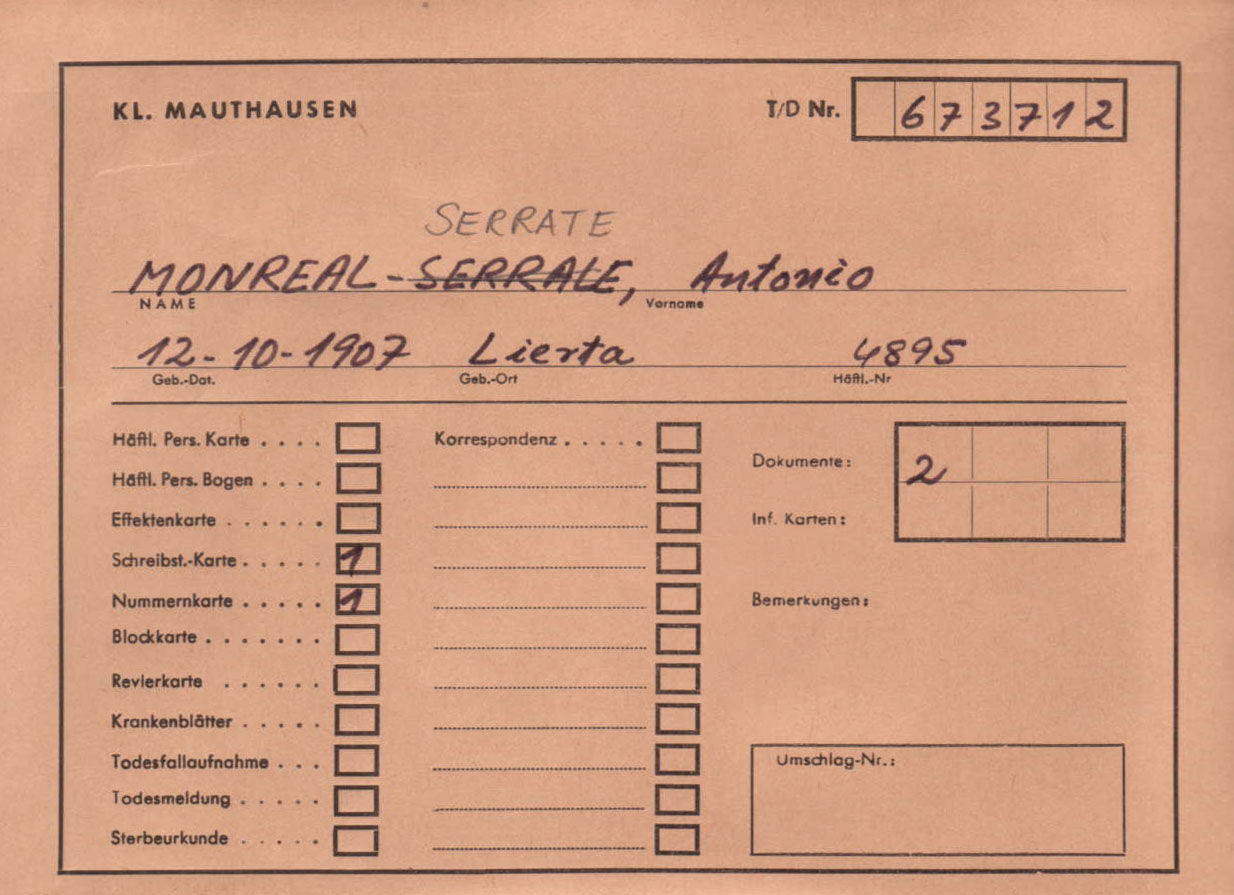 KL. MAUTHAUSEN T/D Nr. 673712
SERRATE
MONREAL-SERRALE, Antonio
NAME Vorname
12-10-1907 Lierta 4895
Geb.-Dat. Geb.-Ort Häftl.-Nr
Häftl. Pers. Karte . . . . Korrespondenz . . . . .
Dokumente: 2
Häftl. Pers. Bogen . . . .
Effektenkarte . . . . . . Inf. Karten:
Schreibst.-Karte . . . . . 1
Nummernkarte . . . . . 1 Bemerkungen:
Blockkarte . . . . . . .
Revierkarte . . . . . .
Krankenblätter . . . . .
Todesfallaufnahme . . . Umschlag-Nr.:
Todesmeldung . . . . .
Sterbeurkunde . . . . .